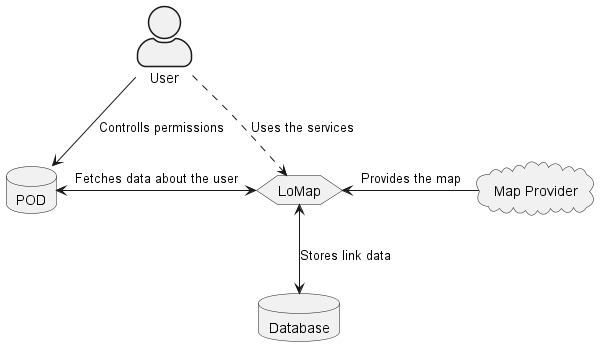 User
Controlls permissions
Uses the services
Fetches data about the user
Provides the map
POD
LoMap
Map Provider
Stores link data
Database